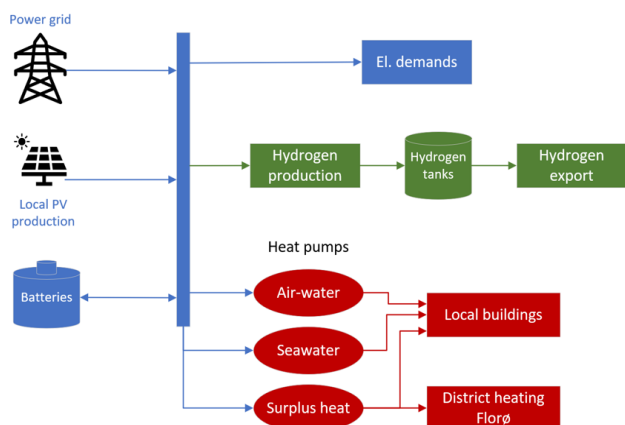 Power grid
El. demands
Local PV
production
Hydrogen
production
Hydrogen
tanks
Hydrogen
export
Batteries
Heat pumps
Air-water
Local buildings
Seawater
Surplus heat
District heating
Florø